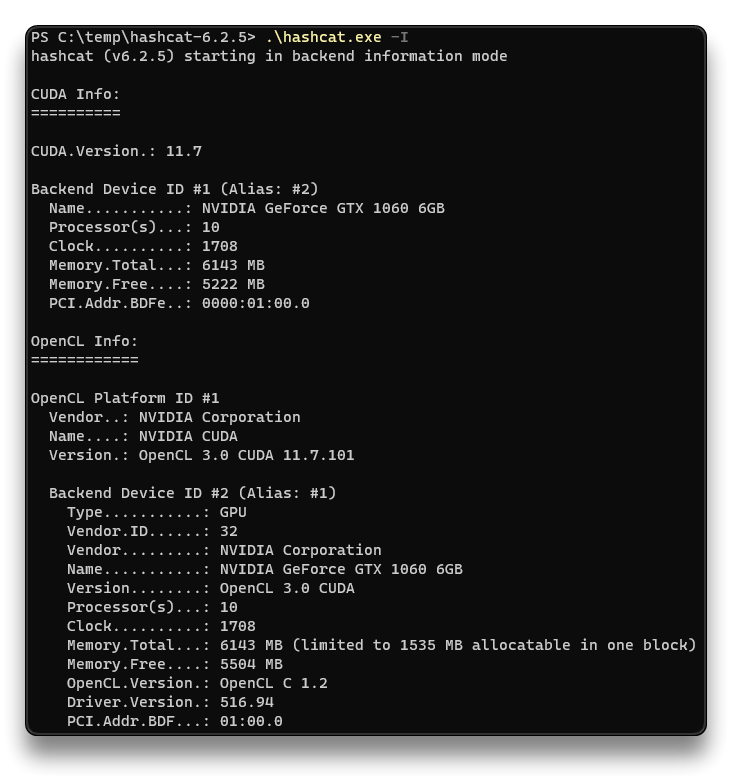 PS C:\temp\hashcat-6.2.5> .\hashcat.exe -I
hashcat (v6.2.5) starting in backend information mode

CUDA Info:
==========

CUDA.Version.: 11.7

Backend Device ID #1 (Alias: #2)
  Name...........: NVIDIA GeForce GTX 1060 6GB
  Processor(s)...: 10
  Clock..........: 1708
  Memory.Total...: 6143 MB
  Memory.Free....: 5222 MB
  PCI.Addr.BDFe..: 0000:01:00.0

OpenCL Info:
============

OpenCL Platform ID #1
  Vendor..: NVIDIA Corporation
  Name....: NVIDIA CUDA
  Version.: OpenCL 3.0 CUDA 11.7.101

  Backend Device ID #2 (Alias: #1)
    Type...........: GPU
    Vendor.ID......: 32
    Vendor.........: NVIDIA Corporation
    Name...........: NVIDIA GeForce GTX 1060 6GB
    Version........: OpenCL 3.0 CUDA
    Processor(s)...: 10
    Clock..........: 1708
    Memory.Total...: 6143 MB (limited to 1535 MB allocatable in one block)
    Memory.Free....: 5504 MB
    OpenCL.Version.: OpenCL C 1.2
    Driver.Version.: 516.94
    PCI.Addr.BDF...: 01:00.0